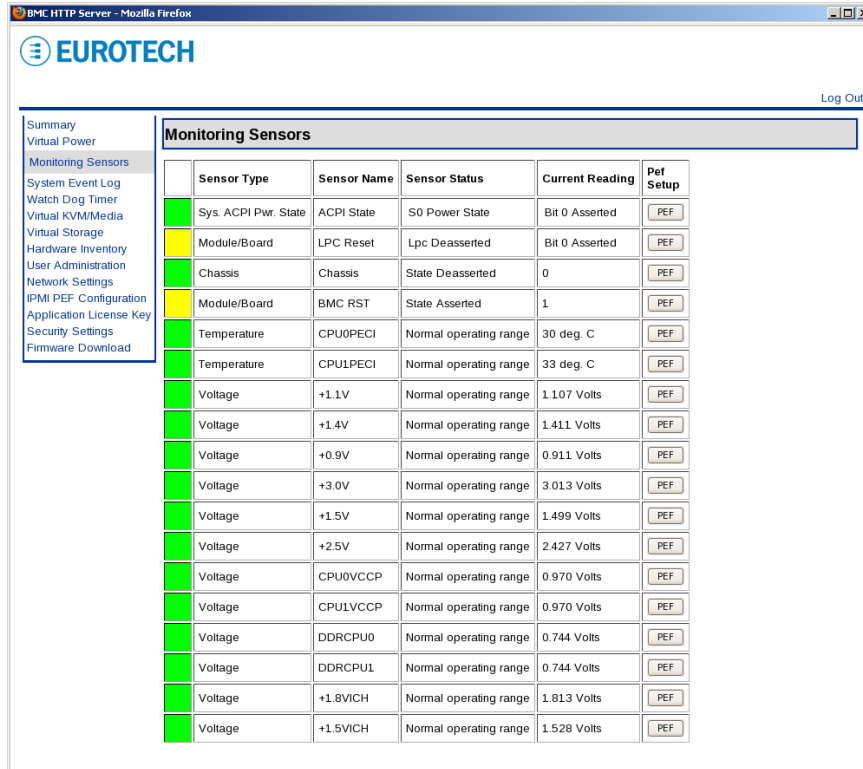 BMC HTTP Server - Mozilla Firefox
EUROTECH
Log Out
Summary
Virtual Power
Monitoring Sensors
System Event Log
Watch Dog Timer
Virtual KVM/Media
Virtual Storage
Hardware Inventory
User Administration
Network Settings
IPMI PEF Configuration
Application License Key
Security Settings
Firmware Download
Monitoring Sensors
Sensor Type Sensor Name Sensor Status Current Reading Pef Setup
Sys. ACPI Pwr. State ACPI State S0 Power State Bit 0 Asserted PEF
Module/Board LPC Reset Lpc Deasserted Bit 0 Asserted PEF
Chassis Chassis State Deasserted 0 PEF
Module/Board BMC RST State Asserted 1 PEF
Temperature CPU0PECI Normal operating range 30 deg. C PEF
Temperature CPU1PECI Normal operating range 33 deg. C PEF
Voltage +1.1V Normal operating range 1.107 Volts PEF
Voltage +1.4V Normal operating range 1.411 Volts PEF
Voltage +0.9V Normal operating range 0.911 Volts PEF
Voltage +3.0V Normal operating range 3.013 Volts PEF
Voltage +1.5V Normal operating range 1.499 Volts PEF
Voltage +2.5V Normal operating range 2.427 Volts PEF
Voltage CPU0VCCP Normal operating range 0.970 Volts PEF
Voltage CPU1VCCP Normal operating range 0.970 Volts PEF
Voltage DDRCPU0 Normal operating range 0.744 Volts PEF
Voltage DDRCPU1 Normal operating range 0.744 Volts PEF
Voltage +1.8VICH Normal operating range 1.813 Volts PEF
Voltage +1.5VICH Normal operating range 1.528 Volts PEF